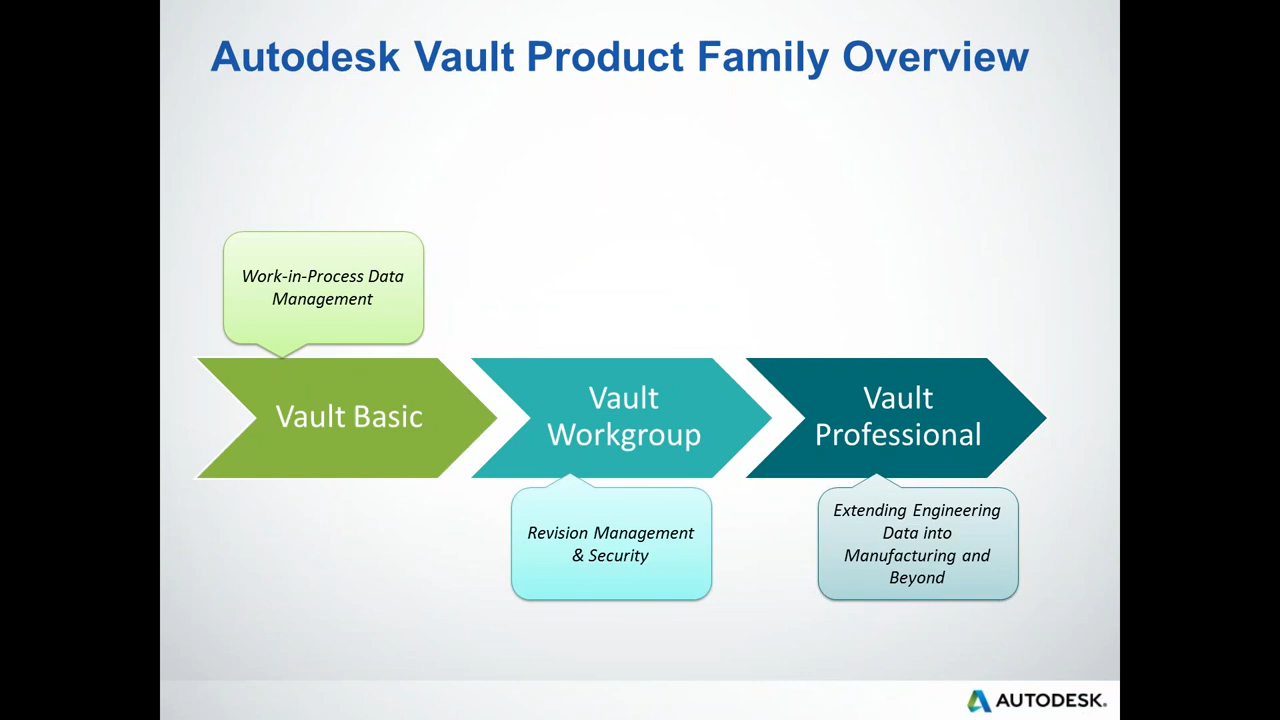 Autodesk Vault Product Family Overview
Work-in-Process Data
Management
Vault Basic
Vault
Workgroup
Vault
Professional
Revision Management
& Security
Extending Engineering
Data into
Manufacturing and
Beyond
AUTODESK.